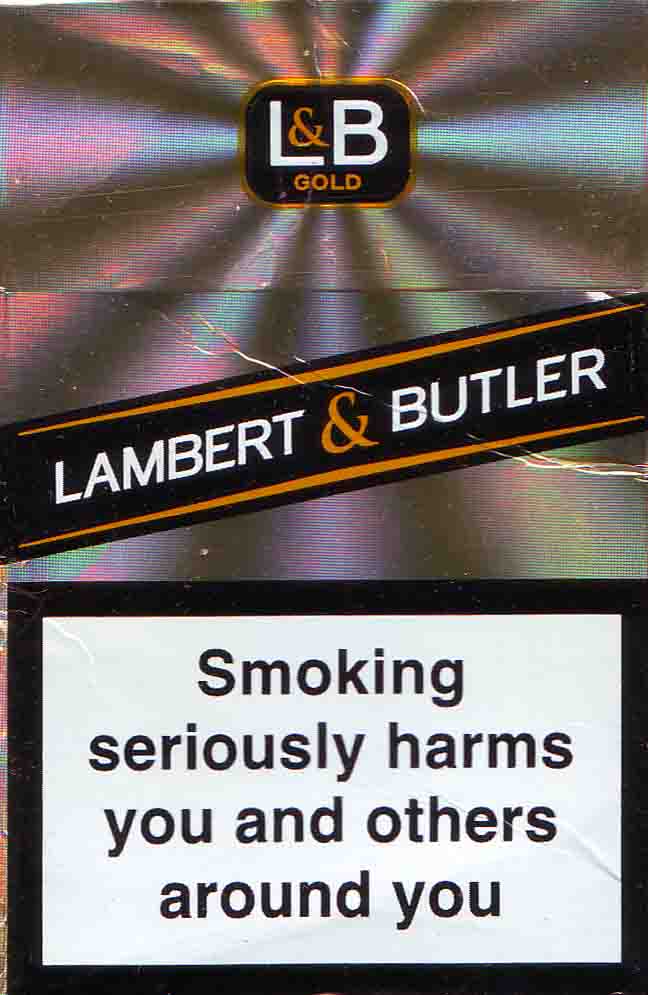 L&B
GOLD
LAMBERT & BUTLER
Smoking
seriously harms
you and others
around you